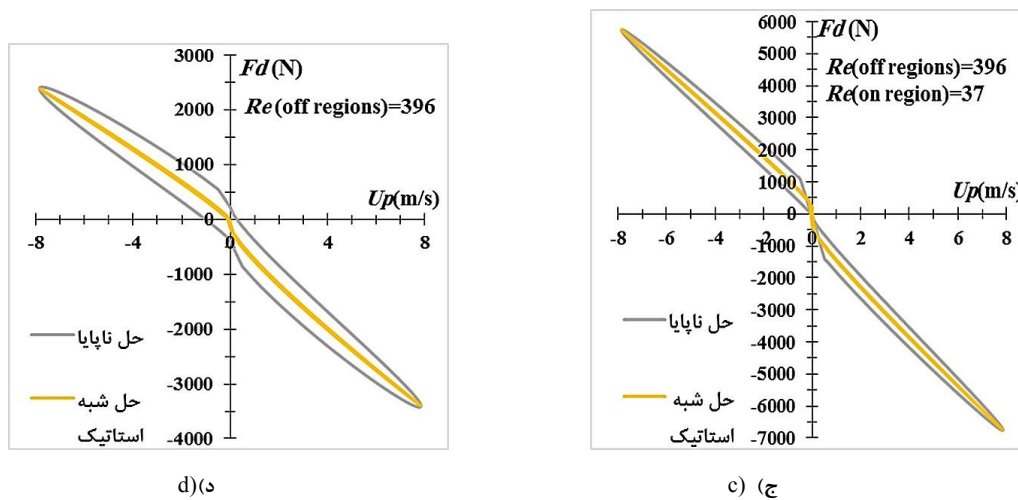 3000
Fd (N)
Re (off regions)=396
2000
1000
Up(m/s)
0
-8
-4
0
4
8
-1000
-2000
حل ناپایا
-3000
حل شبه
استاتیک
-4000
د)(d
6000
Fd (N)
5000
Re(off regions)=396
4000
Re(on region)=37
3000
2000
1000
Up(m/s)
0
-8
-6
-4
-2
0
2
4
6
8
-1000
-2000
-3000
حل ناپایا
-4000
-5000
حل شبه
-6000
استاتیک
-7000
ج) (c